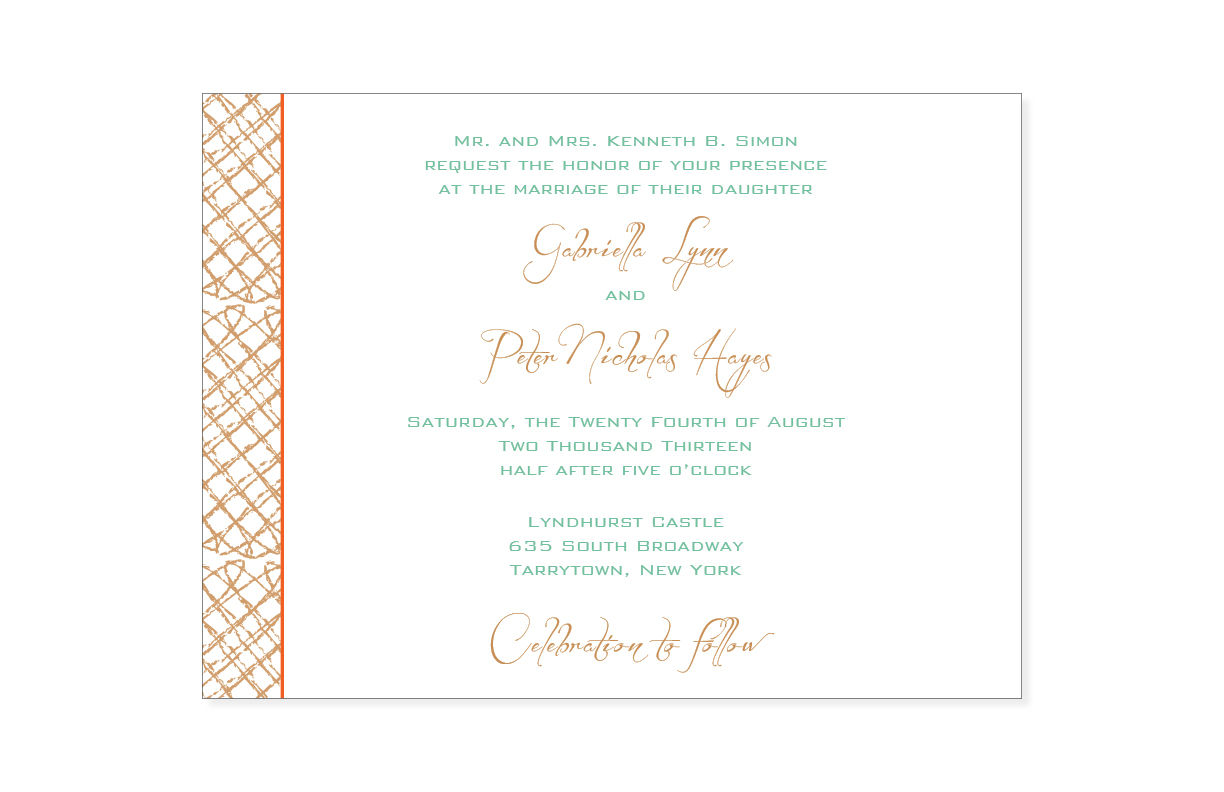 Mr. and Mrs. Kenneth B. Simon
request the honor of your presence
at the marriage of their daughter
Gabriella Lynn
and
Peter Nicholas Hayes
Saturday, the Twenty Fourth of August
Two Thousand Thirteen
half after five o'clock
Lyndhurst Castle
635 South Broadway
Tarrytown, New York
Celebration to follow